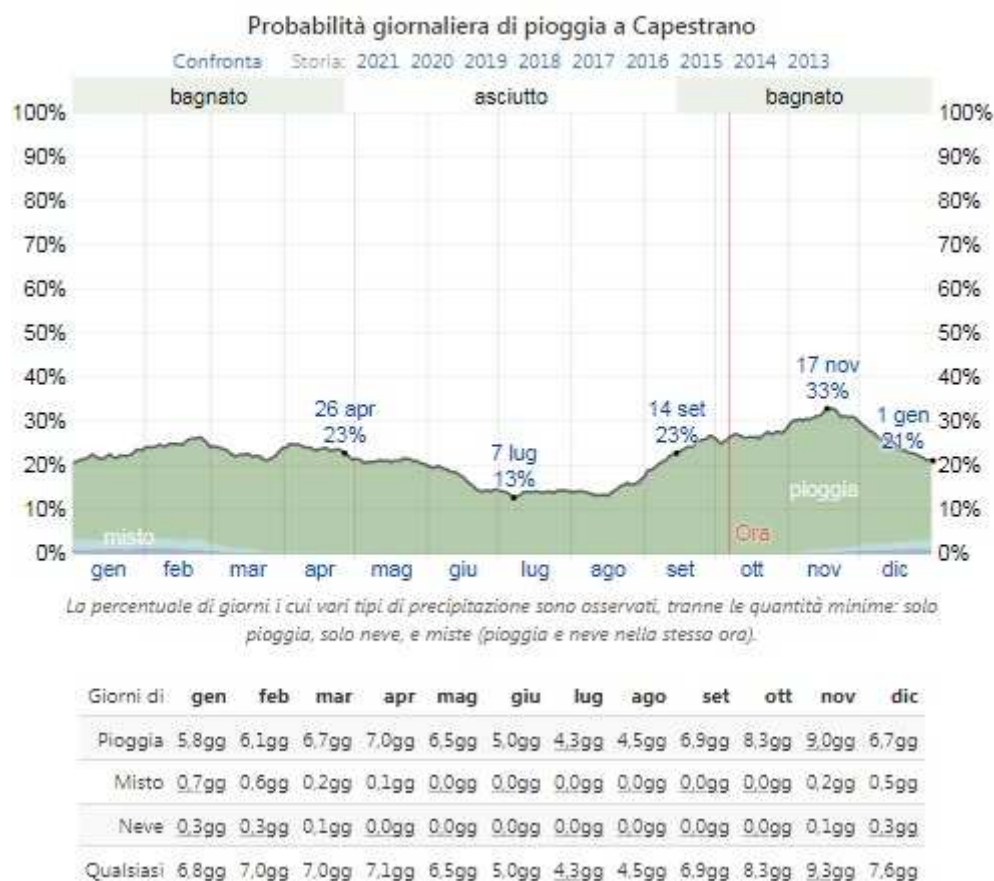 Probabilità giornaliera di pioggia a Capestrano
Confronta Storia: 2021 2020 2019 2018 2017 2016 2015 2014 2013
bagnato asciutto bagnato
100% 100%
90% 90%
80% 80%
70% 70%
60% 60%
50% 50%
40% 40%
17 nov
33%
26 apr 14 set 1 gen
30% 30%
23% 23% 21%
7 lug
20% 20%
13%
pioggia
10% 10%
misto Ora
0% 0%
gen feb mar apr mag giu lug ago set ott nov dic
La percentuale di giorni i cui vari tipi di precipitazione sono osservati, tranne le quantità minime: solo
pioggia, solo neve, e miste (pioggia e neve nella stessa ora).
Giorni di gen feb mar apr mag giu lug ago set ott nov dic
Pioggia 5,8gg 6,1gg 6,7gg 7,0gg 6,5gg 5,0gg 4,3gg 4,5gg 6,9gg 8,3gg 9,0gg 6,7gg
Misto 0,7gg 0,6gg 0,2gg 0,1gg 0,0gg 0,0gg 0,0gg 0,0gg 0,0gg 0,0gg 0,2gg 0,5gg
Neve 0,3gg 0,3gg 0,1gg 0,0gg 0,0gg 0,0gg 0,0gg 0,0gg 0,0gg 0,0gg 0,1gg 0,3gg
Qualsiasi 6,8gg 7,0gg 7,0gg 7,1gg 6,5gg 5,0gg 4,3gg 4,5gg 6,9gg 8,3gg 9,3gg 7,6gg